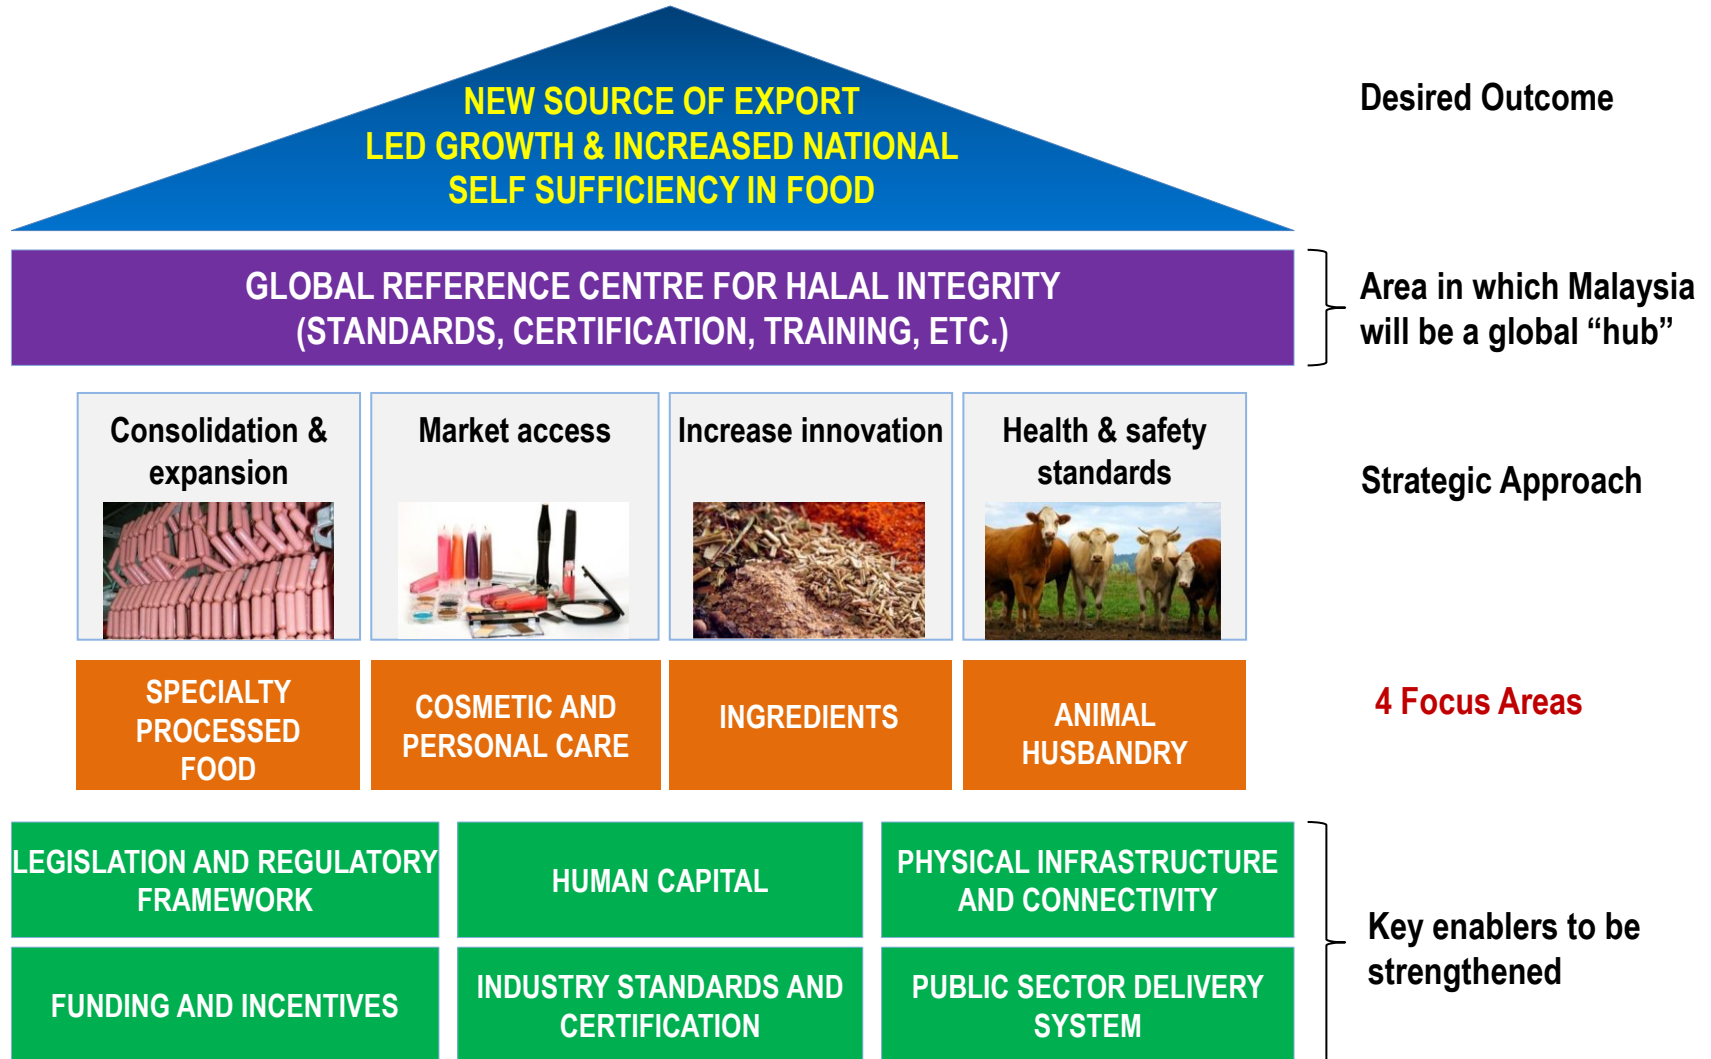 NEW SOURCE OF EXPORT
LED GROWTH & INCREASED NATIONAL
SELF SUFFICIENCY IN FOOD
Desired Outcome
GLOBAL REFERENCE CENTRE FOR HALAL INTEGRITY
(STANDARDS, CERTIFICATION, TRAINING, ETC.)
Area in which Malaysia
will be a global “hub”
Consolidation &
expansion
Market access
Increase innovation
Health & safety
standards
Strategic Approach
SPECIALTY
PROCESSED
FOOD
COSMETIC AND
PERSONAL CARE
INGREDIENTS
ANIMAL
HUSBANDRY
4 Focus Areas
LEGISLATION AND REGULATORY
FRAMEWORK
HUMAN CAPITAL
PHYSICAL INFRASTRUCTURE
AND CONNECTIVITY
FUNDING AND INCENTIVES
INDUSTRY STANDARDS AND
CERTIFICATION
PUBLIC SECTOR DELIVERY
SYSTEM
Key enablers to be
strengthened